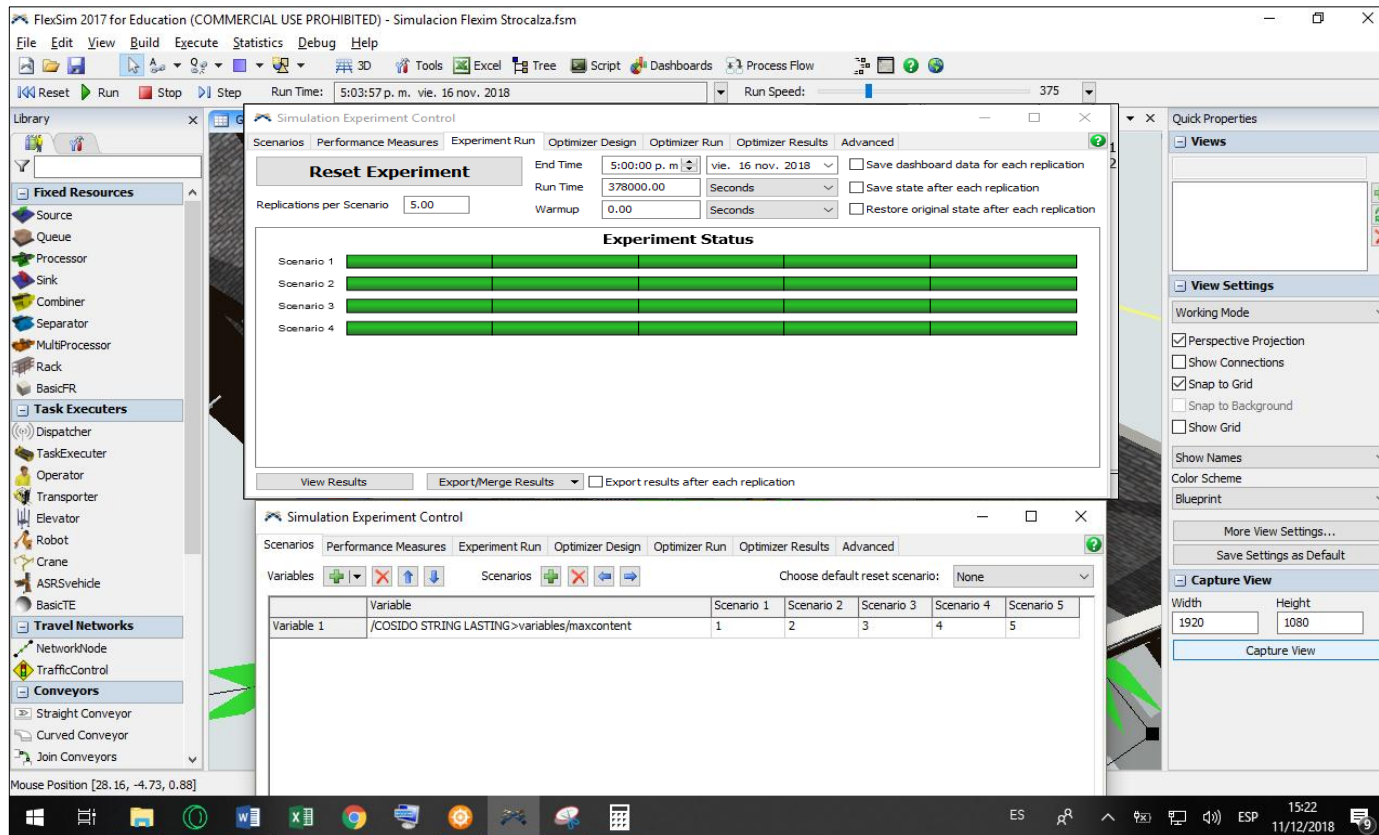 FlexSim 2017 for Education (COMMERCIAL USE PROHIBITED) - Simulacion Flexim Strocalza.fsm
File Edit View Build Execute Statistics Debug Help
3D Tools Excel Tree Script Dashboards Process Flow
Reset Run Stop Step Run Time: 5:03:57 p. m. vie. 16 nov. 2018 Run Speed: 375
Library
Fixed Resources
Source
Queue
Processor
Sink
Combiner
Separator
MultiProcessor
Rack
BasicFR
Task Executers
Dispatcher
TaskExecuter
Operator
Transporter
Elevator
Robot
Crane
ASRSvehicle
BasicTE
Travel Networks
NetworkNode
TrafficControl
Conveyors
Straight Conveyor
Curved Conveyor
Join Conveyors
Mouse Position [28.16, -4.73, 0.88]
Simulation Experiment Control
Scenarios Performance Measures Experiment Run Optimizer Design Optimizer Run Optimizer Results Advanced
Reset Experiment
Replications per Scenario 5.00
End Time 5:00:00 p. m vie. 16 nov. 2018 Save dashboard data for each replication
Run Time 378000.00 Seconds Save state after each replication
Warmup 0.00 Seconds Restore original state after each replication
Experiment Status
Scenario 1
Scenario 2
Scenario 3
Scenario 4
View Results Export/Merge Results Export results after each replication
Simulation Experiment Control
Scenarios Performance Measures Experiment Run Optimizer Design Optimizer Run Optimizer Results Advanced
Variables Scenarios Choose default reset scenario: None
Variable Scenario 1 Scenario 2 Scenario 3 Scenario 4 Scenario 5
Variable 1 /COSIDO STRING LASTING>variables/maxcontent 1 2 3 4 5
Quick Properties
Views
View Settings
Working Mode
Perspective Projection
Show Connections
Snap to Grid
Snap to Background
Show Grid
Show Names
Color Scheme
Blueprint
More View Settings...
Save Settings as Default
Capture View
Width Height
1920 1080
Capture View
ES ESP 15:22
11/12/2018 9